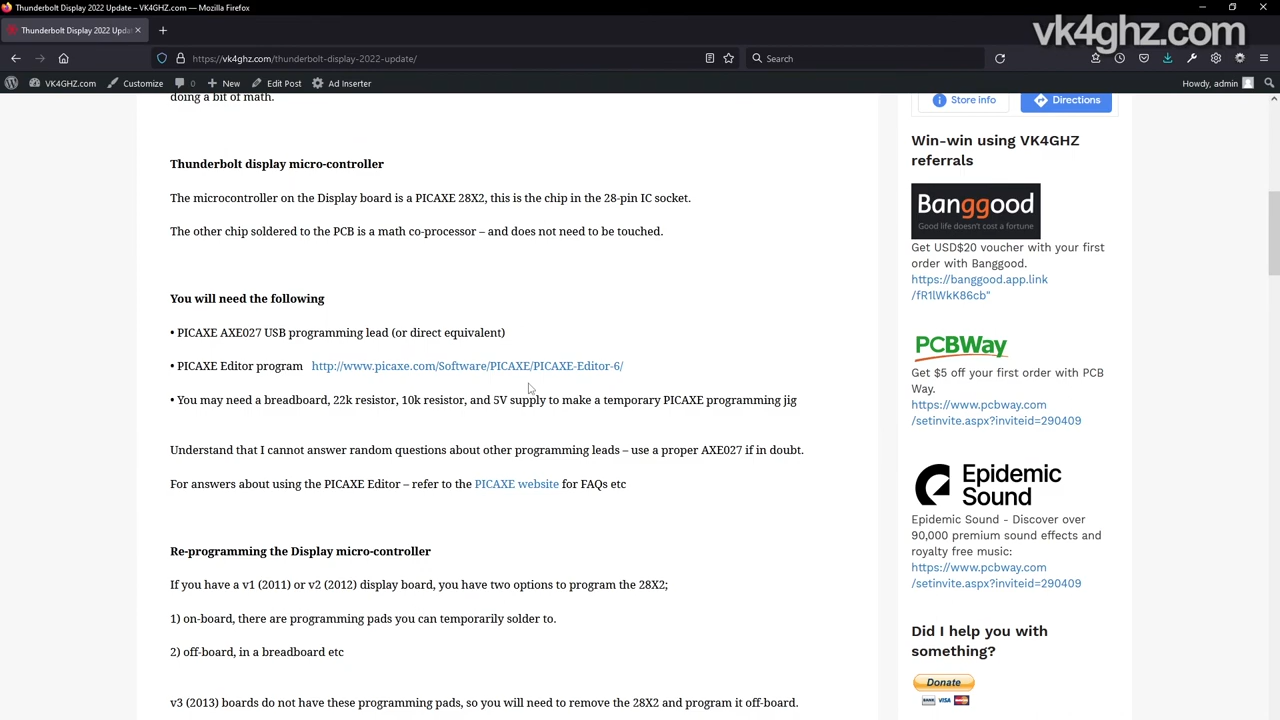 Thunderbolt Display 2022 Update – VK4GHZ.com — Mozilla Firefox
Thunderbolt Display 2022 Upda
vk4ghz.com
https://vk4ghz.com/thunderbolt-display-2022-update/
Search
VK4GHZ.com
Customize
0
New
Edit Post
Ad Inserter
Howdy, admin
doing a bit of math.
Thunderbolt display micro-controller
The microcontroller on the Display board is a PICAXE 28X2, this is the chip in the 28-pin IC socket.
The other chip soldered to the PCB is a math co-processor – and does not need to be touched.
You will need the following
• PICAXE AXE027 USB programming lead (or direct equivalent)
• PICAXE Editor program http://www.picaxe.com/Software/PICAXE/PICAXE-Editor-6/
• You may need a breadboard, 22k resistor, 10k resistor, and 5V supply to make a temporary PICAXE programming jig
Understand that I cannot answer random questions about other programming leads – use a proper AXE027 if in doubt.
For answers about using the PICAXE Editor – refer to the PICAXE website for FAQs etc
Re-programming the Display micro-controller
If you have a v1 (2011) or v2 (2012) display board, you have two options to program the 28X2;
1) on-board, there are programming pads you can temporarily solder to.
2) off-board, in a breadboard etc
v3 (2013) do not have these programming pads, so you will need to remove the 28X2 and program it off-board.
Store info
Directions
Win-win using VK4GHZ
referrals
Banggood
Good life doesn't cost a fortune
Get USD$20 voucher with your first
order with Banggood.
https://banggood.app.link
/fR1lWkK86cb"
PCBWay
Get $5 off your first order with PCB
Way.
https://www.pcbway.com
/setinvite.aspx?inviteid=290409
Epidemic
Sound
Epidemic Sound - Discover over
90,000 premium sound effects and
royalty free music:
https://www.pcbway.com
/setinvite.aspx?inviteid=290409
Did I help you with
something?
Donate
VISA